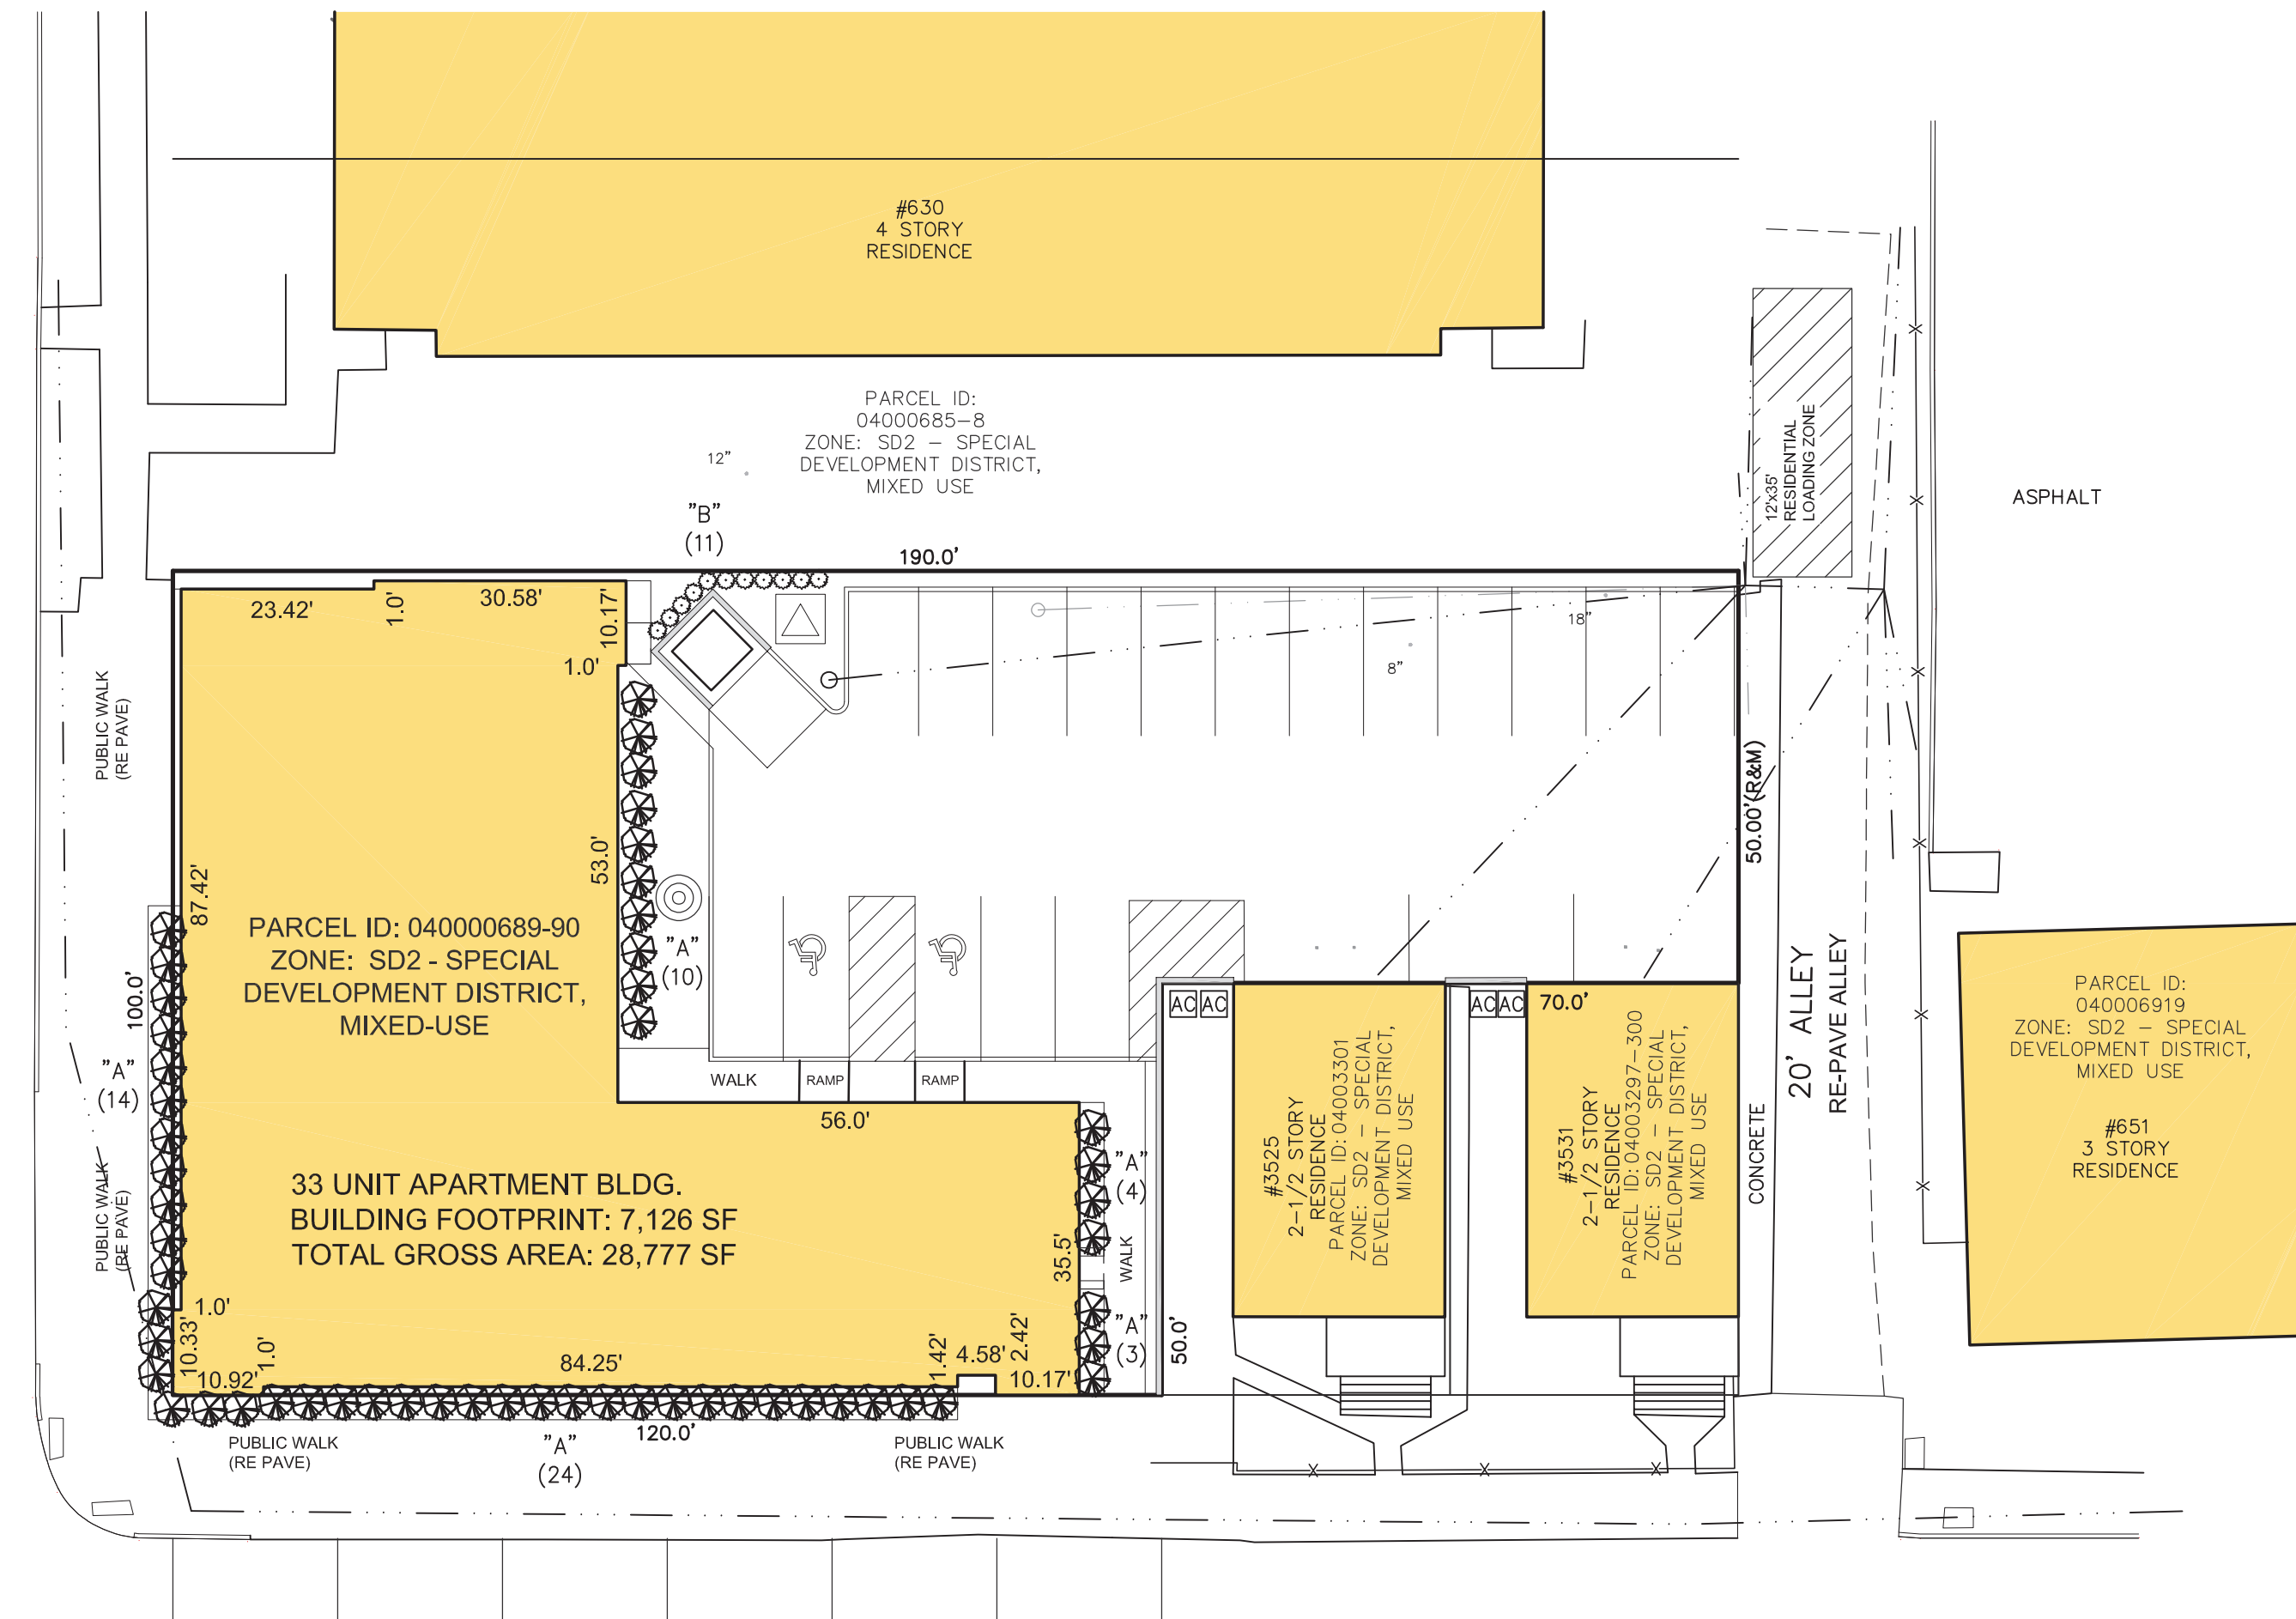 #630
4 STORY
RESIDENCE
PARCEL ID:
04000685-8
ZONE: SD2 - SPECIAL
DEVELOPMENT DISTRICT,
MIXED USE
12"
"B"
(11)
190.0'
12'x35'
RESIDENTIAL
LOADING ZONE
ASPHALT
23.42'
1.0'
30.58'
10.17'
1.0'
18"
8"
PUBLIC WALK
(RE PAVE)
87.42'
53.0'
50.00'(R&M)
PARCEL ID: 040000689-90
ZONE: SD2 - SPECIAL
DEVELOPMENT DISTRICT,
MIXED-USE
"A"
(10)
100.0'
"A"
(14)
AC
AC
AC
AC
70.0'
20' ALLEY
RE-PAVE ALLEY
CONCRETE
PARCEL ID:
040006919
ZONE: SD2 - SPECIAL
DEVELOPMENT DISTRICT,
MIXED USE
#651
3 STORY
RESIDENCE
WALK
RAMP
RAMP
56.0'
#3525
2-1/2 STORY
RESIDENCE
PARCEL ID: 04003301
ZONE: SD2 - SPECIAL
DEVELOPMENT DISTRICT,
MIXED USE
#3531
2-1/2 STORY
RESIDENCE
PARCEL ID: 04003297-300
ZONE: SD2 - SPECIAL
DEVELOPMENT DISTRICT,
MIXED USE
PUBLIC WALK
(RE PAVE)
33 UNIT APARTMENT BLDG.
BUILDING FOOTPRINT: 7,126 SF
TOTAL GROSS AREA: 28,777 SF
"A"
(4)
35.5'
WALK
"A"
(3)
50.0'
1.0'
10.33'
10.92'
1.0'
84.25'
1.42'
4.58'
2.42'
10.17'
PUBLIC WALK
(RE PAVE)
"A"
(24)
120.0'
PUBLIC WALK
(RE PAVE)